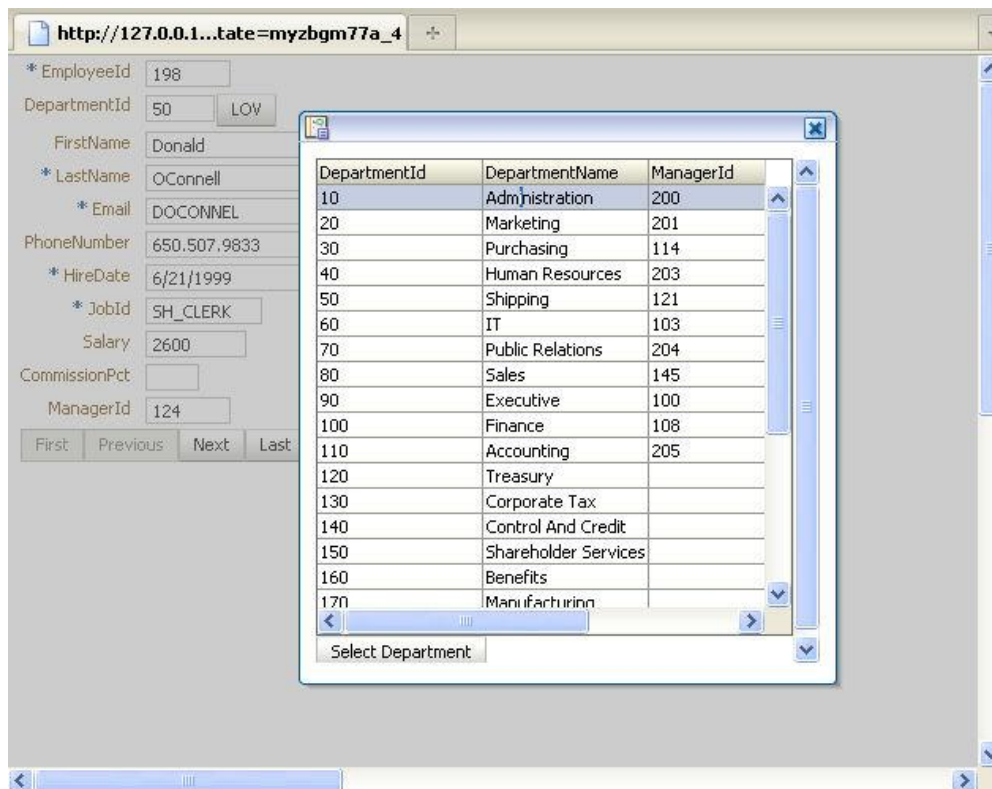 http://127.0.0.1...tate=myzbgm77a_4
* EmployeeId 198
DepartmentId 50 LOV
FirstName Donald
* LastName OConnell
* Email DOCONNEL
PhoneNumber 650.507.9833
* HireDate 6/21/1999
* JobId SH_CLERK
Salary 2600
CommissionPct
ManagerId 124
First Previous Next Last
DepartmentId DepartmentName ManagerId
10 Administration 200
20 Marketing 201
30 Purchasing 114
40 Human Resources 203
50 Shipping 121
60 IT 103
70 Public Relations 204
80 Sales 145
90 Executive 100
100 Finance 108
110 Accounting 205
120 Treasury
130 Corporate Tax
140 Control And Credit
150 Shareholder Services
160 Benefits
170 Manufacturing
Select Department